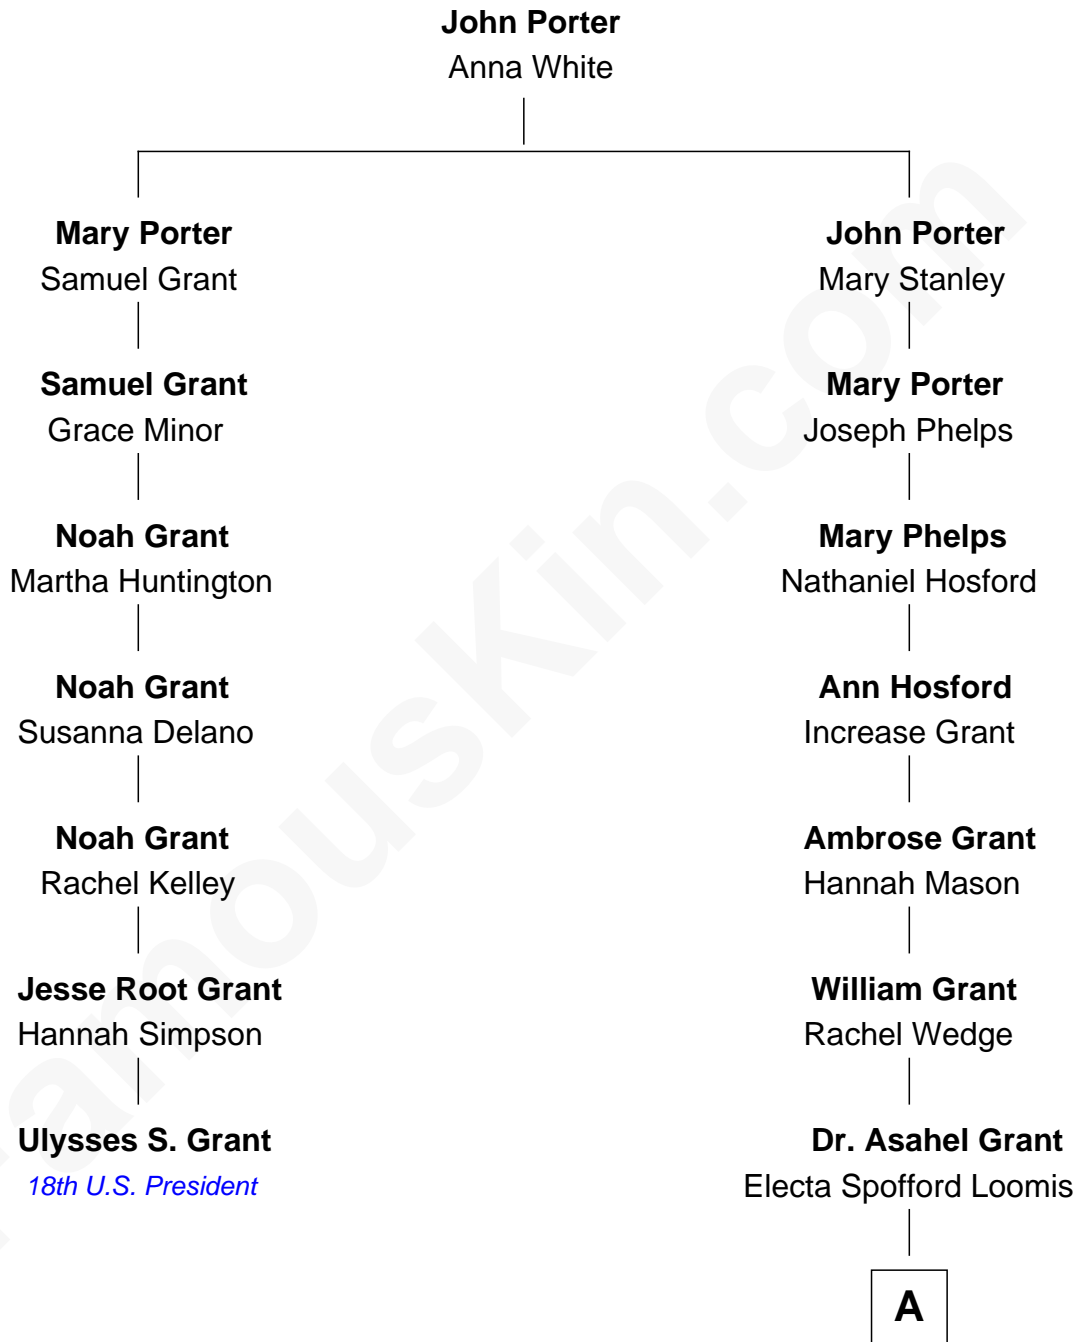 John Porter
Anna White
Mary Porter
Samuel Grant
John Porter
Mary Stanley
Samuel Grant
Grace Minor
Mary Porter
Joseph Phelps
Noah Grant
Martha Huntington
Mary Phelps
Nathaniel Hosford
Noah Grant
Susanna Delano
Ann Hosford
Increase Grant
Noah Grant
Rachel Kelley
Ambrose Grant
Hannah Mason
Jesse Root Grant
Hannah Simpson
William Grant
Rachel Wedge
Ulysses S. Grant
18th U.S. President
Dr. Asahel Grant
Electa Spofford Loomis
A
FamousKin.com